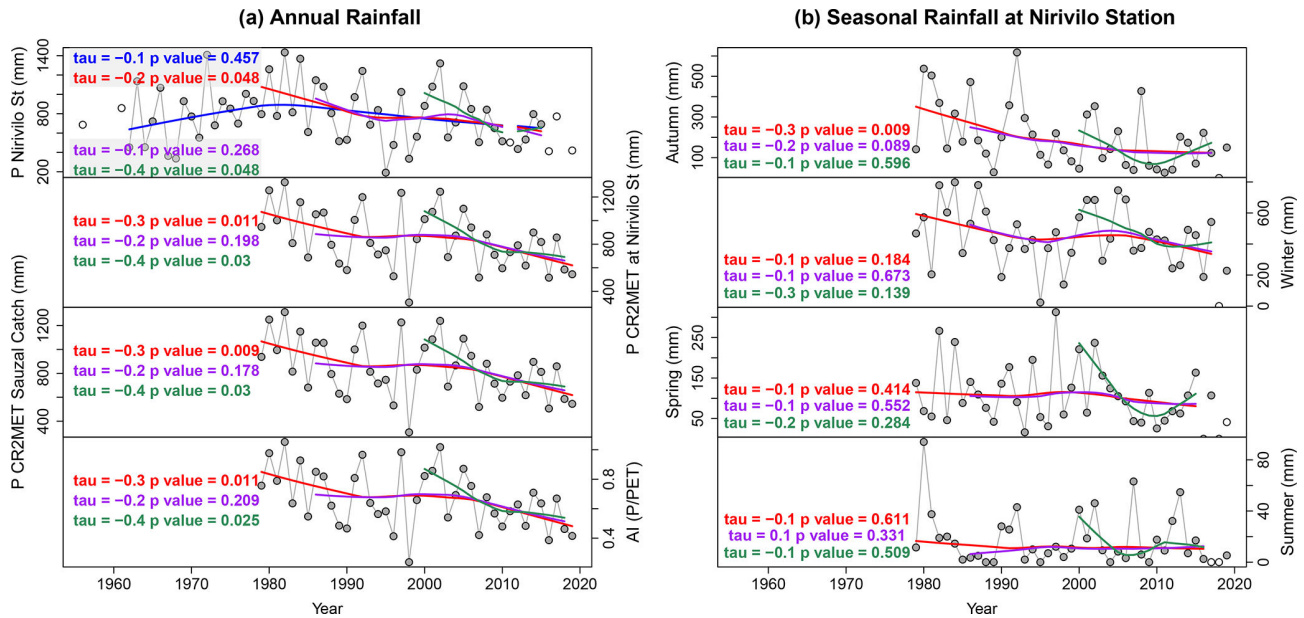 (a) Annual Rainfall
P Nirivilo St (mm)
200 600 800 1000 1400
tau = −0.1 p value = 0.457
tau = −0.2 p value = 0.048
tau = −0.1 p value = 0.268
tau = −0.4 p value = 0.048
P CR2MET at Nirivilo St (mm)
400 800 1200
tau = −0.3 p value = 0.011
tau = −0.2 p value = 0.198
tau = −0.4 p value = 0.03
P CR2MET Sauzal Catch (mm)
400 800 1200
tau = −0.3 p value = 0.009
tau = −0.2 p value = 0.178
tau = −0.4 p value = 0.03
AI (P/PET)
0.4 0.8
tau = −0.3 p value = 0.011
tau = −0.2 p value = 0.209
tau = −0.4 p value = 0.025
1960 1970 1980 1990 2000 2010 2020
Year
(b) Seasonal Rainfall at Nirivilo Station
Autumn (mm)
100 300 500
tau = −0.3 p value = 0.009
tau = −0.2 p value = 0.089
tau = −0.1 p value = 0.596
Winter (mm)
0 200 600
tau = −0.1 p value = 0.184
tau = −0.1 p value = 0.673
tau = −0.3 p value = 0.139
Spring (mm)
50 150 250
tau = −0.1 p value = 0.414
tau = −0.1 p value = 0.552
tau = −0.2 p value = 0.284
Summer (mm)
0 40 80
tau = −0.1 p value = 0.611
tau = 0.1 p value = 0.331
tau = −0.1 p value = 0.509
1960 1970 1980 1990 2000 2010 2020
Year